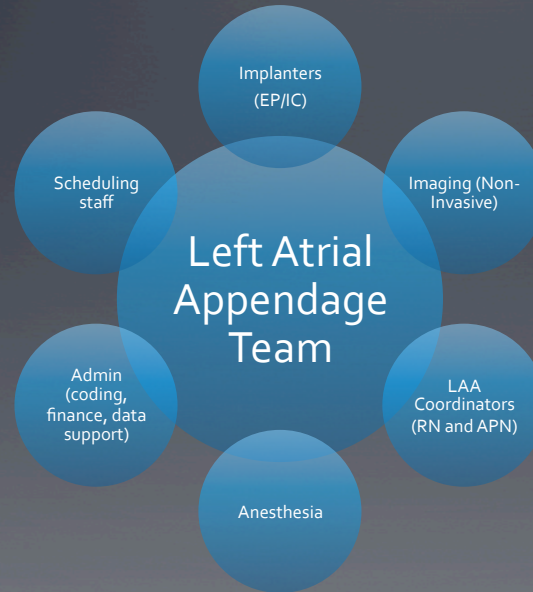 Implanters
(EP/IC)
Scheduling
staff
Imaging (Non-
Invasive)
Left Atrial
Appendage
Team
Admin
(coding,
finance, data
support)
LAA
Coordinators
(RN and APN)
Anesthesia